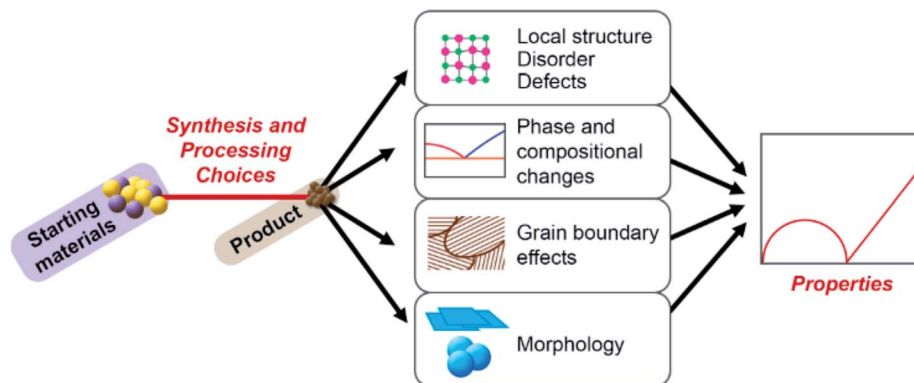 Starting
materials
Synthesis and
Processing
Choices
Product
Local structure
Disorder
Defects
Phase and
compositional
changes
Grain boundary
effects
Morphology
Properties